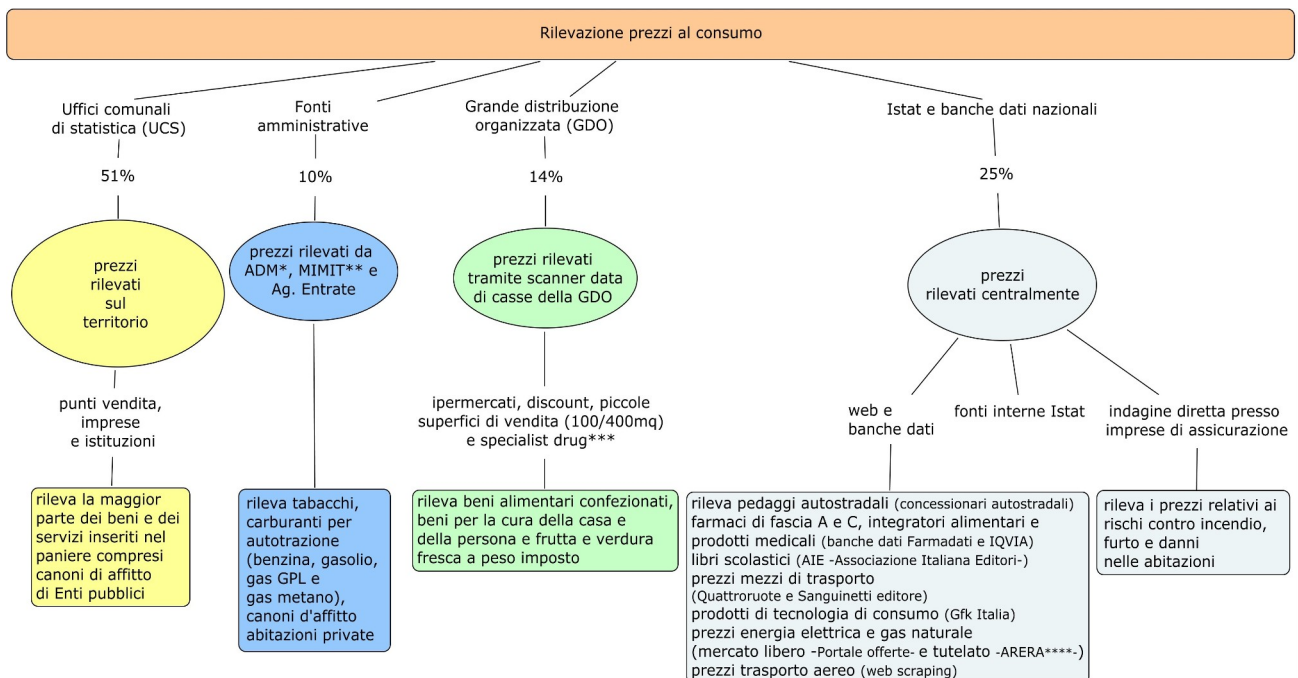 Rilevazione prezzi al consumo
Uffici comunali
di statistica (UCS)
51%
prezzi
rilevati
sul
territorio
punti vendita,
imprese
e istituzioni
rileva la maggior
parte dei beni e dei
servizi inseriti nel
paniere compresi
canoni di affitto
di Enti pubblici
Fonti
amministrative
10%
prezzi rilevati da
ADM*, MIMIT** e
Ag. Entrate
rileva tabacchi,
carburanti per
autotrazione
(benzina, gasolio,
gas GPL e
gas metano),
canoni d'affitto
abitazioni private
Grande distribuzione
organizzata (GDO)
14%
prezzi rilevati
tramite scanner data
di casse della GDO
ipermercati, discount, piccole
superfici di vendita (100/400mq)
e specialist drug***
rileva beni alimentari confezionati,
beni per la cura della casa e
della persona e frutta e verdura
fresca a peso imposto
Istat e banche dati nazionali
25%
prezzi
rilevati centralmente
web e
banche dati
rileva pedaggi autostradali (concessionari autostradali)
farmaci di fascia A e C, integratori alimentari e
prodotti medicali (banche dati Farmadati e IQVIA)
libri scolastici (AIE -Associazione Italiana Editori-)
prezzi mezzi di trasporto
(Quattroruote e Sanguinetti editore)
prodotti di tecnologia di consumo (Gfk Italia)
prezzi energia elettrica e gas naturale
(mercato libero -Portale offerte- e tutelato -ARERA****-)
prezzi trasporto aereo (web scraping)
fonti interne Istat
indagine diretta presso
imprese di assicurazione
rileva i prezzi relativi ai
rischi contro incendio,
furto e danni
nelle abitazioni